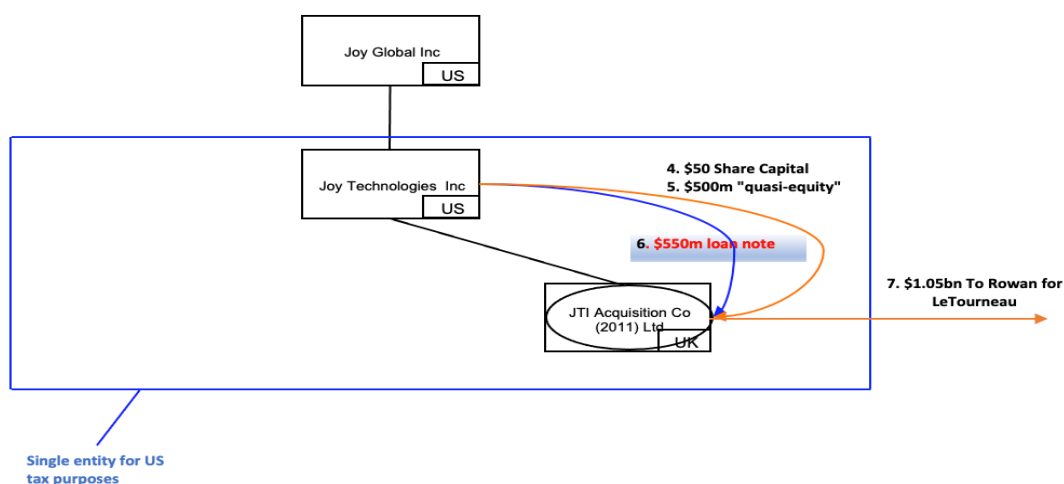 Joy Global Inc
US
Joy Technologies Inc
US
4. $50 Share Capital
5. $500m "quasi-equity"
6. $550m loan note
7. $1.05bn To Rowan for
LeTourneau
JTI Acquisition Co
(2011) Ltd
UK
Single entity for US
tax purposes